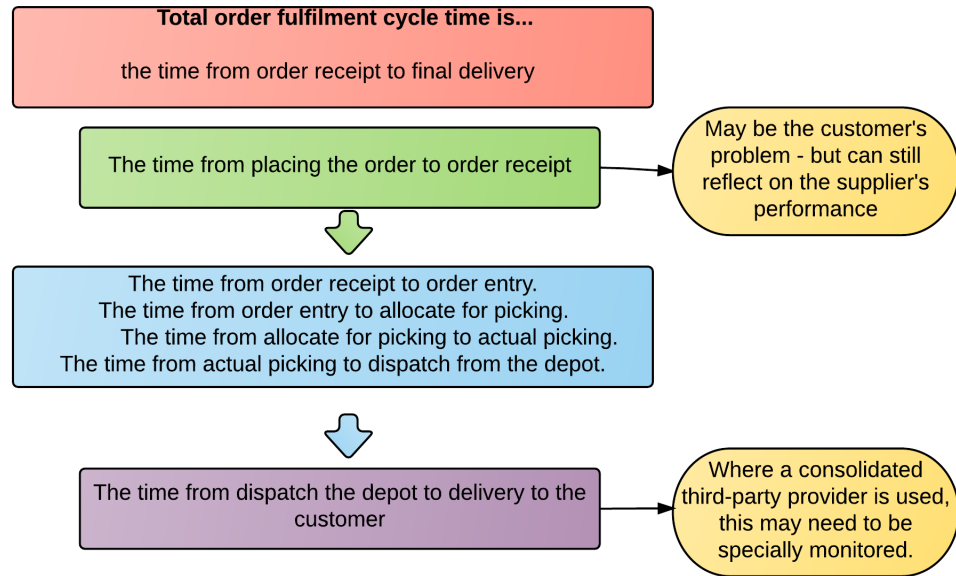 Total order fulfilment cycle time is...
the time from order receipt to final delivery
The time from placing the order to order receipt
May be the customer's
problem - but can still
reflect on the supplier's
performance
The time from order receipt to order entry.
The time from order entry to allocate for picking.
The time from allocate for picking to actual picking.
The time from actual picking to dispatch from the depot.
The time from dispatch the depot to delivery to the
customer
Where a consolidated
third-party provider is used,
this may need to be
specially monitored.